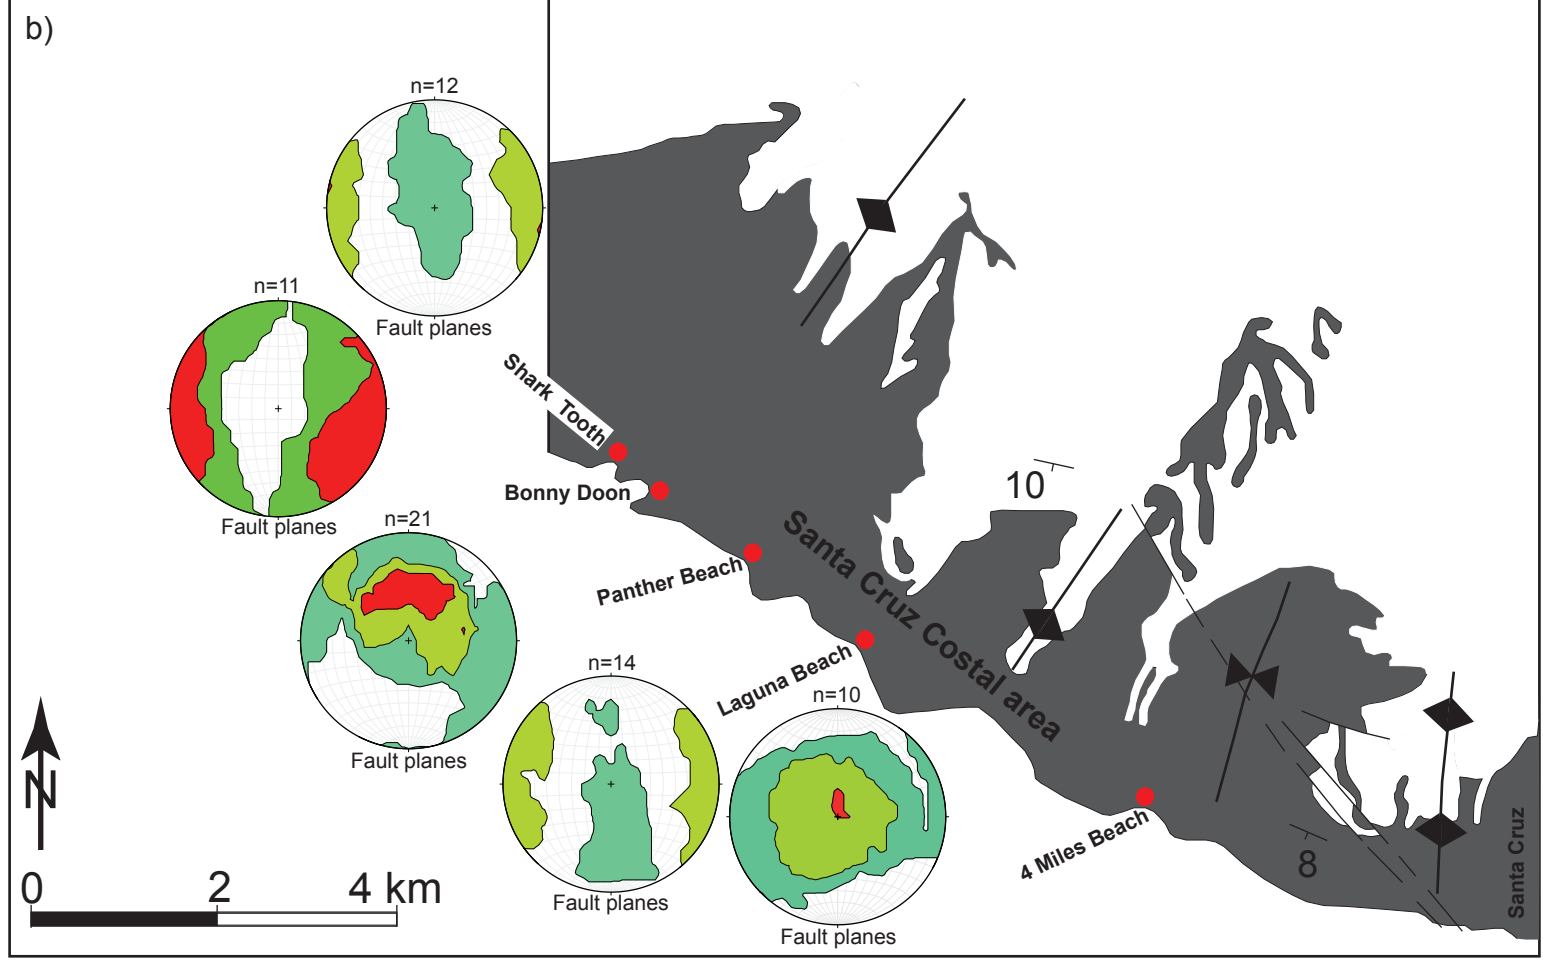 b)
n=12
Fault planes
n=11
Fault planes
Shark Tooth
Bonny Doon
n=21
Fault planes
Panther Beach
Santa Cruz Costal area
10
n=14
Fault planes
Laguna Beach
n=10
Fault planes
4 Miles Beach
8
Santa Cruz
N
0 2 4 km